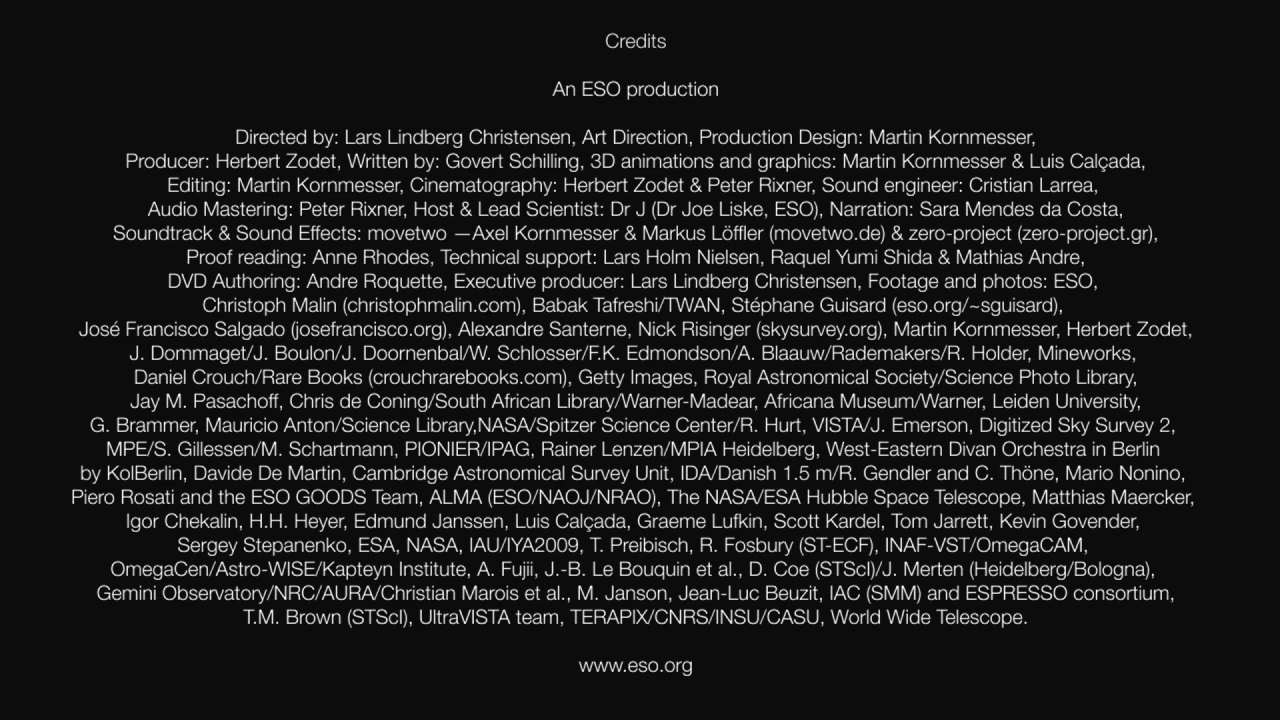 Credits
An ESO production
Directed by: Lars Lindberg Christensen, Art Direction, Production Design: Martin Kornmesser,
Producer: Herbert Zodet, Written by: Govert Schilling, 3D animations and graphics: Martin Kornmesser & Luis Calçada,
Editing: Martin Kornmesser, Cinematography: Herbert Zodet & Peter Rixner, Sound engineer: Cristian Larrea,
Audio Mastering: Peter Rixner, Host & Lead Scientist: Dr J (Dr Joe Liske, ESO), Narration: Sara Mendes da Costa,
Soundtrack & Sound Effects: movetwo —Axel Kornmesser & Markus Löffler (movetwo.de) & zero-project (zero-project.gr),
Proof reading: Anne Rhodes, Technical support: Lars Holm Nielsen, Raquel Yumi Shida & Mathias Andre,
DVD Authoring: Andre Roquette, Executive producer: Lars Lindberg Christensen, Footage and photos: ESO,
Christoph Malin (christophmalin.com), Babak Tafreshi/TWAN, Stéphane Guisard (eso.org/~sguisard),
José Francisco Salgado (josefrancisco.org), Alexandre Santerne, Nick Risinger (skysurvey.org), Martin Kornmesser, Herbert Zodet,
J. Dommaget/J. Boulon/J. Doornenbal/W. Schlosser/F.K. Edmondson/A. Blaauw/Rademakers/R. Holder, Mineworks,
Daniel Crouch/Rare Books (crouchrarebooks.com), Getty Images, Royal Astronomical Society/Science Photo Library,
Jay M. Pasachoff, Chris de Coning/South African Library/Warner-Madear, Africana Museum/Warner, Leiden University,
G. Brammer, Mauricio Anton/Science Library,NASA/Spitzer Science Center/R. Hurt, VISTA/J. Emerson, Digitized Sky Survey 2,
MPE/S. Gillessen/M. Schartmann, PIONIER/IPAG, Rainer Lenzen/MPIA Heidelberg, West-Eastern Divan Orchestra in Berlin
by KolBerlin, Davide De Martin, Cambridge Astronomical Survey Unit, IDA/Danish 1.5 m/R. Gendler and C. Thöne, Mario Nonino,
Piero Rosati and the ESO GOODS Team, ALMA (ESO/NAOJ/NRAO), The NASA/ESA Hubble Space Telescope, Matthias Maercker,
Igor Chekalin, H.H. Heyer, Edmund Janssen, Luis Calçada, Graeme Lufkin, Scott Kardel, Tom Jarrett, Kevin Govender,
Sergey Stepanenko, ESA, NASA, IAU/IYA2009, T. Preibisch, R. Fosbury (ST-ECF), INAF-VST/OmegaCAM,
OmegaCen/Astro-WISE/Kapteyn Institute, A. Fujii, J.-B. Le Bouquin et al., D. Coe (STScI)/J. Merten (Heidelberg/Bologna),
Gemini Observatory/NRC/AURA/Christian Marois et al., M. Janson, Jean-Luc Beuzit, IAC (SMM) and ESPRESSO consortium,
T.M. Brown (STScI), UltraVISTA team, TERAPIX/CNRS/INSU/CASU, World Wide Telescope.
www.eso.org